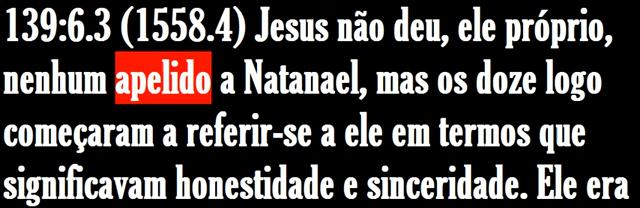 139:6.3 (1558.4) Jesus não deu, ele próprio,
nenhum apelido a Natanael, mas os doze logo
começaram a referir-se a ele em termos que
significavam honestidade e sinceridade. Ele era